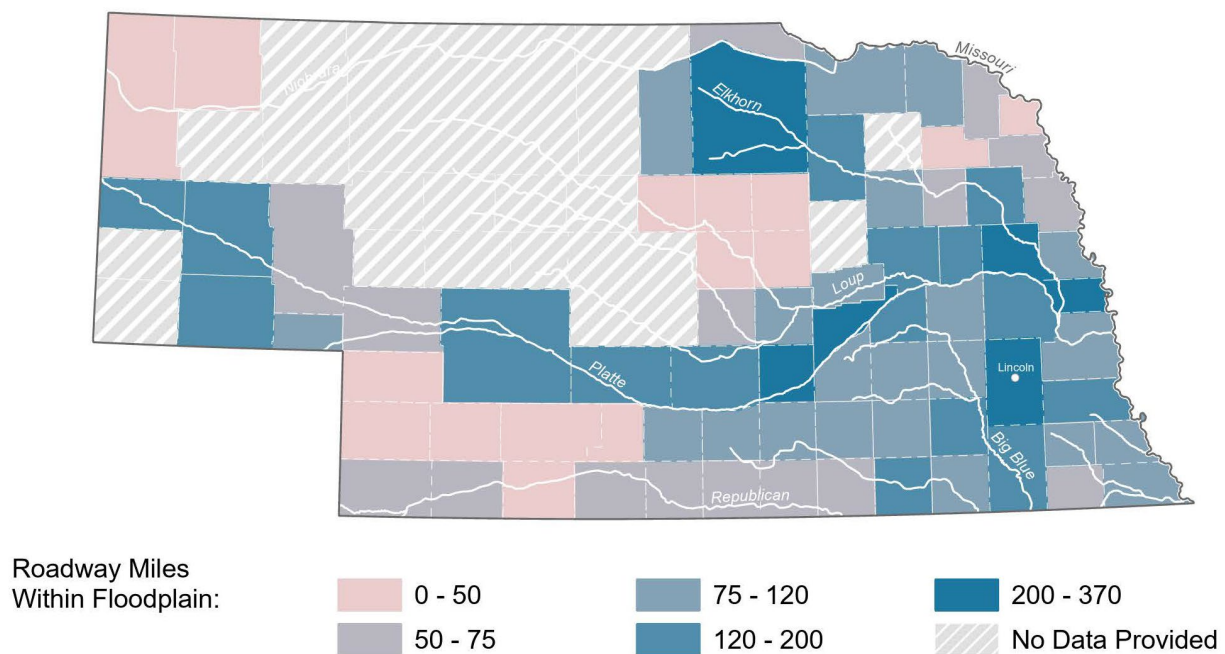 Missouri
Niobrara
Elkhorn
Loup
Platte
Lincoln
Big Blue
Republican
Roadway Miles
Within Floodplain:
0 - 50
75 - 120
200 - 370
50 - 75
120 - 200
No Data Provided